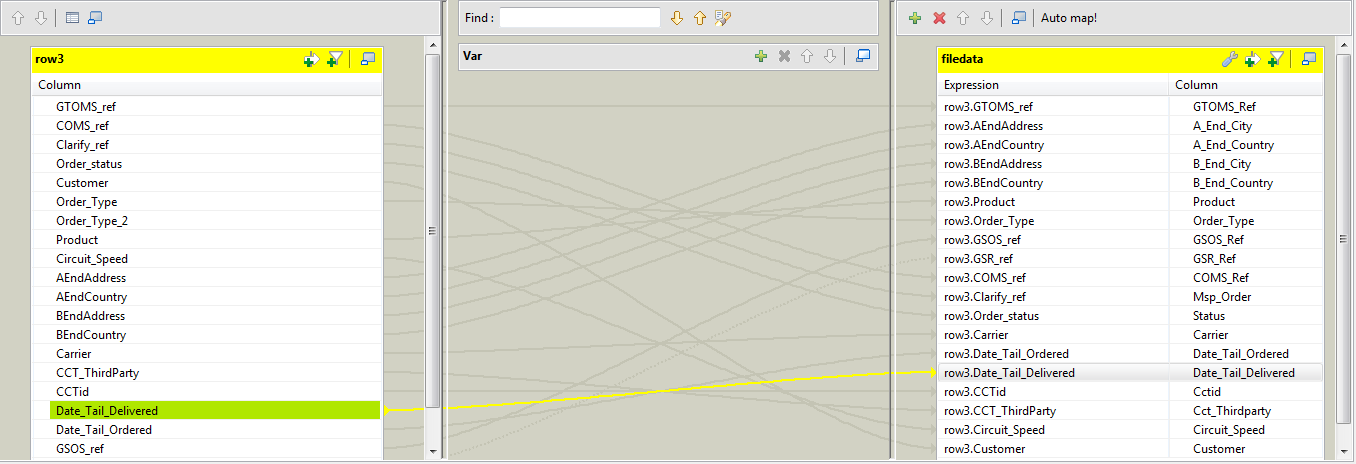 Find :
Auto map!
row3
Var
filedata
Column
Expression Column
GTOMS_ref
COMS_ref
Clarify_ref
Order_status
Customer
Order_Type
Order_Type_2
Product
Circuit_Speed
AEndAddress
AEndCountry
BEndAddress
BEndCountry
Carrier
CCT_ThirdParty
CCTid
Date_Tail_Delivered
Date_Tail_Ordered
GSOS_ref
row3.GTOMS_ref GTOMS_Ref
row3.AEndAddress A_End_City
row3.AEndCountry A_End_Country
row3.BEndAddress B_End_City
row3.BEndCountry B_End_Country
row3.Product Product
row3.Order_Type Order_Type
row3.GSOS_ref GSOS_Ref
row3.GSR_ref GSR_Ref
row3.COMS_ref COMS_Ref
row3.Clarify_ref Msp_Order
row3.Order_status Status
row3.Carrier Carrier
row3.Date_Tail_Ordered Date_Tail_Ordered
row3.Date_Tail_Delivered Date_Tail_Delivered
row3.CCTid Cctid
row3.CCT_ThirdParty Cct_Thirdparty
row3.Circuit_Speed Circuit_Speed
row3.Customer Customer